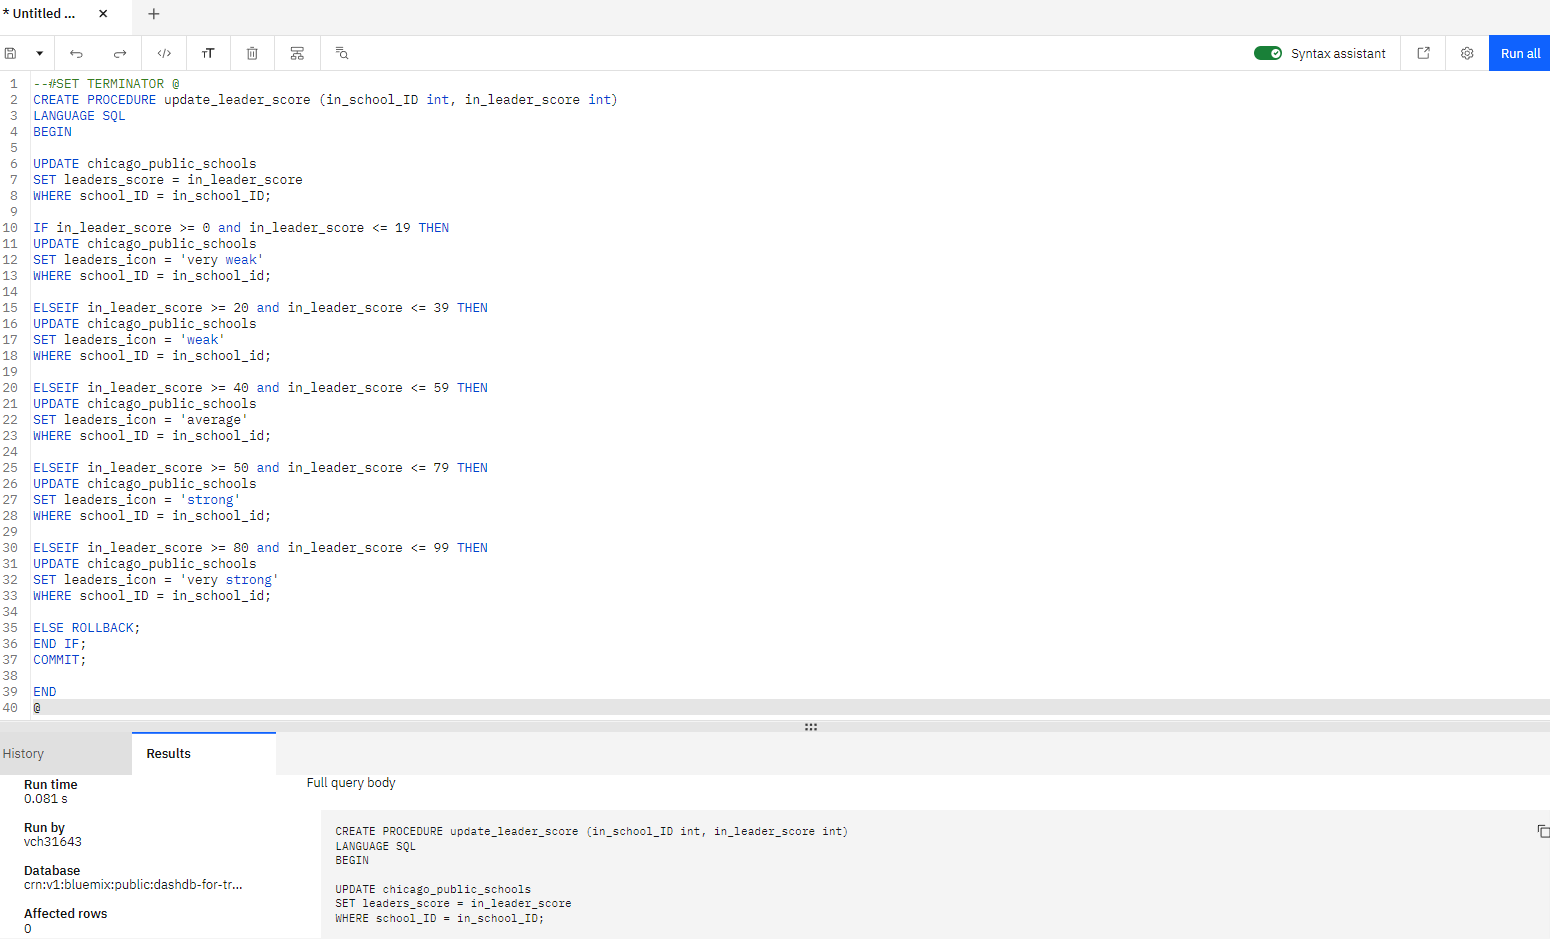 * Untitled ...
Syntax assistant
Run all
1 --#SET TERMINATOR @
2 CREATE PROCEDURE update_leader_score (in_school_ID int, in_leader_score int)
3 LANGUAGE SQL
4 BEGIN
5
6 UPDATE chicago_public_schools
7 SET leaders_score = in_leader_score
8 WHERE school_ID = in_school_ID;
9
10 IF in_leader_score >= 0 and in_leader_score <= 19 THEN
11 UPDATE chicago_public_schools
12 SET leaders_icon = 'very weak'
13 WHERE school_ID = in_school_id;
14
15 ELSEIF in_leader_score >= 20 and in_leader_score <= 39 THEN
16 UPDATE chicago_public_schools
17 SET leaders_icon = 'weak'
18 WHERE school_ID = in_school_id;
19
20 ELSEIF in_leader_score >= 40 and in_leader_score <= 59 THEN
21 UPDATE chicago_public_schools
22 SET leaders_icon = 'average'
23 WHERE school_ID = in_school_id;
24
25 ELSEIF in_leader_score >= 50 and in_leader_score <= 79 THEN
26 UPDATE chicago_public_schools
27 SET leaders_icon = 'strong'
28 WHERE school_ID = in_school_id;
29
30 ELSEIF in_leader_score >= 80 and in_leader_score <= 99 THEN
31 UPDATE chicago_public_schools
32 SET leaders_icon = 'very strong'
33 WHERE school_ID = in_school_id;
34
35 ELSE ROLLBACK;
36 END IF;
37 COMMIT;
38
39 END
40 @
History
Results
Run time
0.081 s
Run by
vch31643
Database
crn:v1:bluemix:public:dashdb-for-tr...
Affected rows
0
Full query body
CREATE PROCEDURE update_leader_score (in_school_ID int, in_leader_score int)
LANGUAGE SQL
BEGIN
UPDATE chicago_public_schools
SET leaders_score = in_leader_score
WHERE school_ID = in_school_ID;